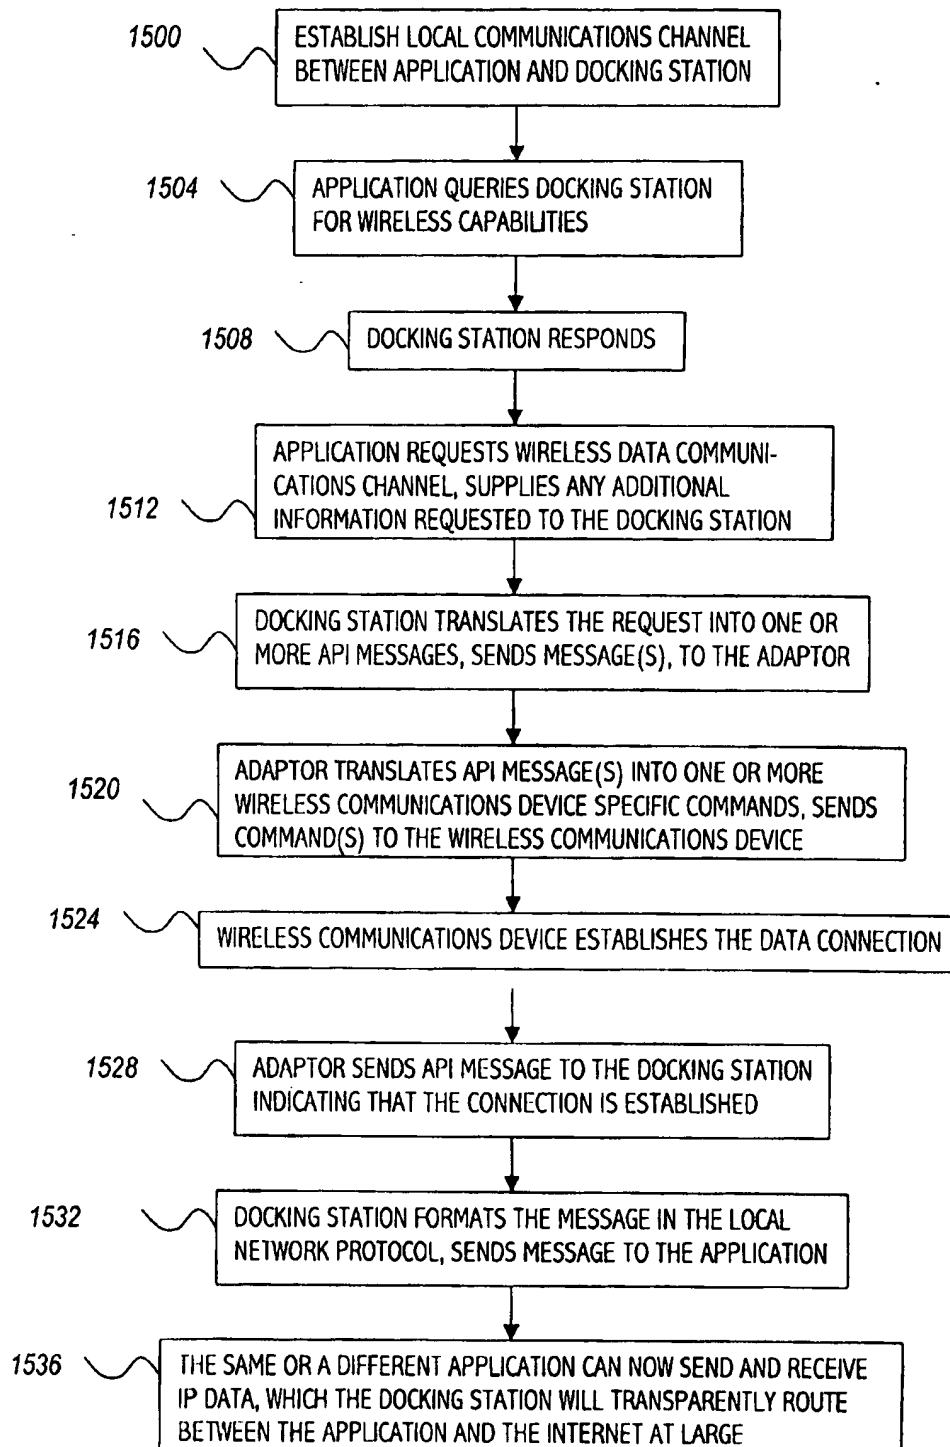 1500
ESTABLISH LOCAL COMMUNICATIONS CHANNEL
BETWEEN APPLICATION AND DOCKING STATION
1504
APPLICATION QUERIES DOCKING STATION
FOR WIRELESS CAPABILITIES
1508
DOCKING STATION RESPONDS
APPLICATION REQUESTS WIRELESS DATA COMMUNI-
CATIONS CHANNEL, SUPPLIES ANY ADDITIONAL
1512
INFORMATION REQUESTED TO THE DOCKING STATION
DOCKING STATION TRANSLATES THE REQUEST INTO ONE OR
1516
MORE API MESSAGES, SENDS MESSAGE(S), TO THE ADAPTOR
ADAPTOR TRANSLATES API MESSAGE(S) INTO ONE OR MORE
1520
WIRELESS COMMUNICATIONS DEVICE SPECIFIC COMMANDS, SENDS
COMMAND(S) TO THE WIRELESS COMMUNICATIONS DEVICE
1524
WIRELESS COMMUNICATIONS DEVICE ESTABLISHES THE DATA CONNECTION
1528
ADAPTOR SENDS API MESSAGE TO THE DOCKING STATION
INDICATING THAT THE CONNECTION IS ESTABLISHED
1532
DOCKING STATION FORMATS THE MESSAGE IN THE LOCAL
NETWORK PROTOCOL, SENDS MESSAGE TO THE APPLICATION
1536
THE SAME OR A DIFFERENT APPLICATION CAN NOW SEND AND RECEIVE
IP DATA, WHICH THE DOCKING STATION WILL TRANSPARENTLY ROUTE
BETWEEN THE APPLICATION AND THE INTERNET AT LARGE